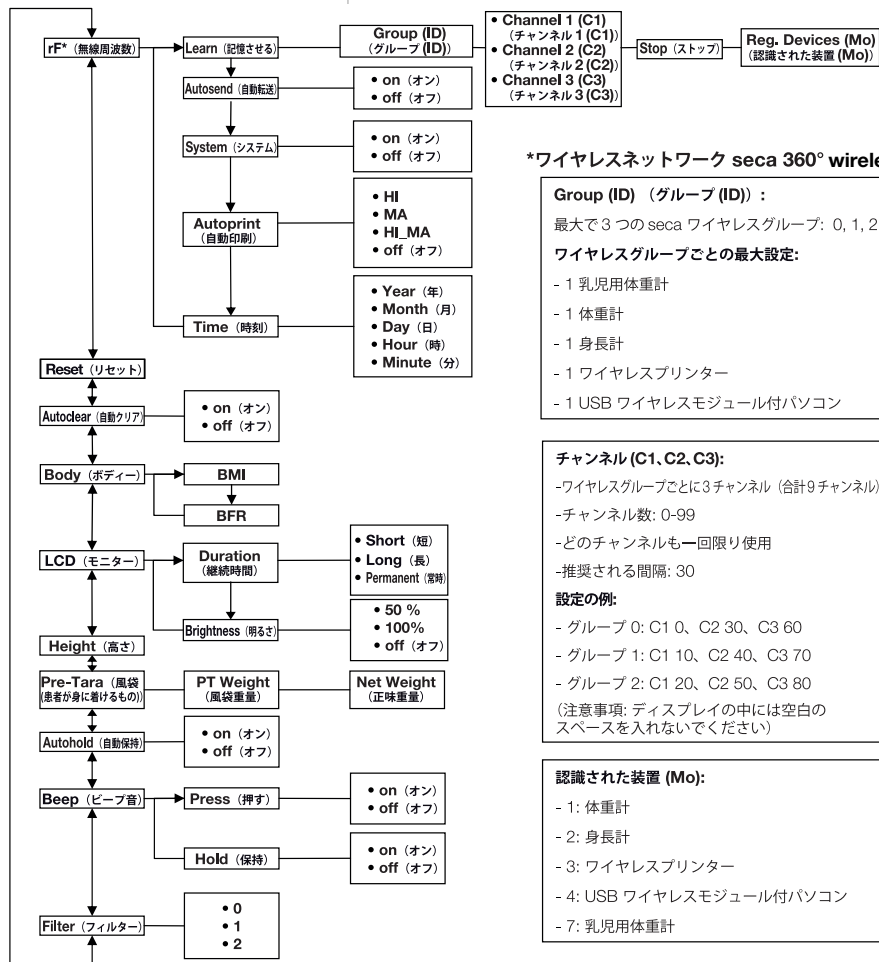 rF* (無線周波数)
Learn (記憶させる)
Group (ID)
(グループ (ID))
• Channel 1 (C1)
(チャンネル 1 (C1))
• Channel 2 (C2)
(チャンネル 2 (C2))
• Channel 3 (C3)
(チャンネル 3 (C3))
Stop (ストップ)
Reg. Devices (Mo)
(認識された装置 (Mo))
Autosend (自動転送)
• on (オン)
• off (オフ)
System (システム)
• on (オン)
• off (オフ)
Autoprint
(自動印刷)
• HI
• MA
• HI_MA
• off (オフ)
Time (時刻)
• Year (年)
• Month (月)
• Day (日)
• Hour (時)
• Minute (分)
Reset (リセット)
Autoclear (自動クリア)
• on (オン)
• off (オフ)
Body (ボディー)
BMI
BFR
LCD (モニター)
Duration
(継続時間)
• Short (短)
• Long (長)
• Permanent (常時)
Brightness (明るさ)
• 50 %
• 100%
• off (オフ)
Height (高さ)
Pre-Tara (風袋
(患者が身に着けるもの))
PT Weight
(風袋重量)
Net Weight
(正味重量)
Autohold (自動保持)
• on (オン)
• off (オフ)
Beep (ビープ音)
Press (押す)
• on (オン)
• off (オフ)
Hold (保持)
• on (オン)
• off (オフ)
Filter (フィルター)
• 0
• 1
• 2
*ワイヤレスネットワーク seca 360° wirele
Group (ID) (グループ (ID)) :
最大で 3 つの seca ワイヤレスグループ: 0, 1, 2
ワイヤレスグループごとの最大設定:
- 1 乳児用体重計
- 1 体重計
- 1 身長計
- 1 ワイヤレスプリンター
- 1 USB ワイヤレスモジュール付パソコン
チャンネル (C1、C2、C3):
-ワイヤレスグループごとに3チャンネル (合計9チャンネル)
-チャンネル数: 0-99
-どのチャンネルも一回限り使用
-推奨される間隔: 30
設定の例:
- グループ 0: C1 0、C2 30、C3 60
- グループ 1: C1 10、C2 40、C3 70
- グループ 2: C1 20、C2 50、C3 80
(注意事項: ディスプレイの中には空白の
スペースを入れないでください)
認識された装置 (Mo):
- 1: 体重計
- 2: 身長計
- 3: ワイヤレスプリンター
- 4: USB ワイヤレスモジュール付パソコン
- 7: 乳児用体重計